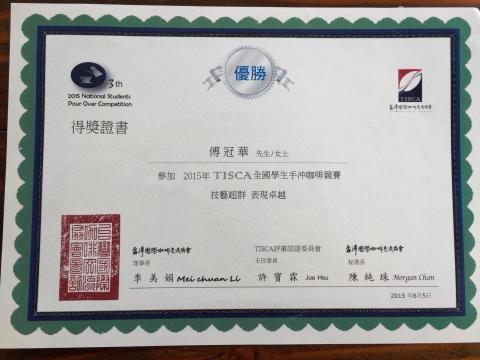 3th
2015 National Students
Pour Over Competition
優勝
TISCA
台灣國際咖啡交流協會
得獎證書
傅冠華 先生/女士
參加 2015年 TISCA 全國學生手沖咖啡競賽
技藝超群 表現卓越
台灣國際咖啡交流協會 TISCA評審認證委員會 台灣國際咖啡交流協會
理事長 主任委員 秘書長
李美娟 Mei chuan Li 許寶霖 Joe Hsu 陳純珠 Morgan Chan
2015 年6月5日